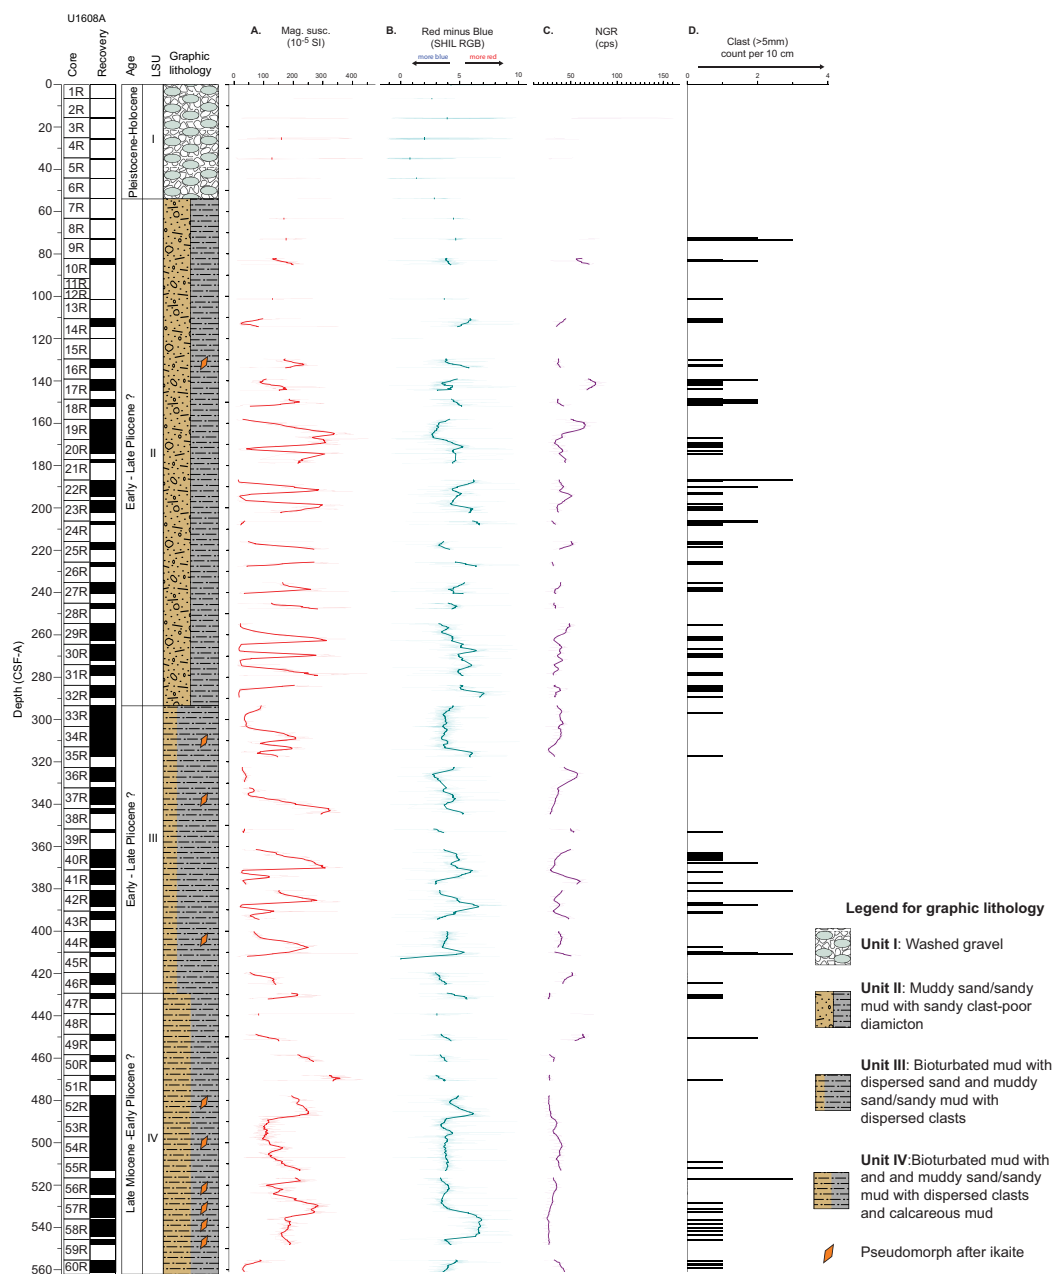 U1608A
Core
Recovery
Age
LSU
Graphic
lithology
A.
Mag. susc.
(10-5 SI)
0 100 200 300 400
B.
Red minus Blue
(SHIL RGB)
more blue
more red
0 5 10
C.
NGR
(cps)
0 50 100 150
D.
Clast (>5mm)
count per 10 cm
0 1 2 4
Depth (CSF-A)
0
20
40
60
80
100
120
140
160
180
200
220
240
260
280
300
320
340
360
380
400
420
440
460
480
500
520
540
560
1R
2R
3R
4R
5R
6R
7R
8R
9R
10R
11R
12R
13R
14R
15R
16R
17R
18R
19R
20R
21R
22R
23R
24R
25R
26R
27R
28R
29R
30R
31R
32R
33R
34R
35R
36R
37R
38R
39R
40R
41R
42R
43R
44R
45R
46R
47R
48R
49R
50R
51R
52R
53R
54R
55R
56R
57R
58R
59R
60R
Pleistocene-Holocene
Early - Late Pliocene ?
Early - Late Pliocene ?
Late Miocene -Early Pliocene ?
I
II
III
IV
Legend for graphic lithology
Unit I: Washed gravel
Unit II: Muddy sand/sandy
mud with sandy clast-poor
diamicton
Unit III: Bioturbated mud with
dispersed sand and muddy
sand/sandy mud with
dispersed clasts
Unit IV:Bioturbated mud with
and and muddy sand/sandy
mud with dispersed clasts
and calcareous mud
Pseudomorph after ikaite